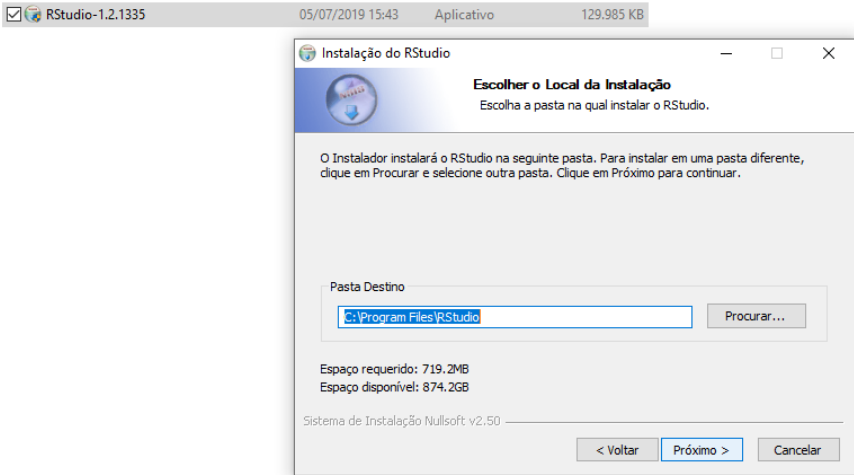 RStudio-1.2.1335 05/07/2019 15:43 Aplicativo 129.985 KB
Instalação do RStudio
Escolher o Local da Instalação
Escolha a pasta na qual instalar o RStudio.
O Instalador instalará o RStudio na seguinte pasta. Para instalar em uma pasta diferente,
clique em Procurar e selecione outra pasta. Clique em Próximo para continuar.
Pasta Destino
C:\Program Files\RStudio
Procurar...
Espaço requerido: 719.2MB
Espaço disponível: 874.2GB
Sistema de Instalação Nullsoft v2.50
< Voltar Próximo > Cancelar